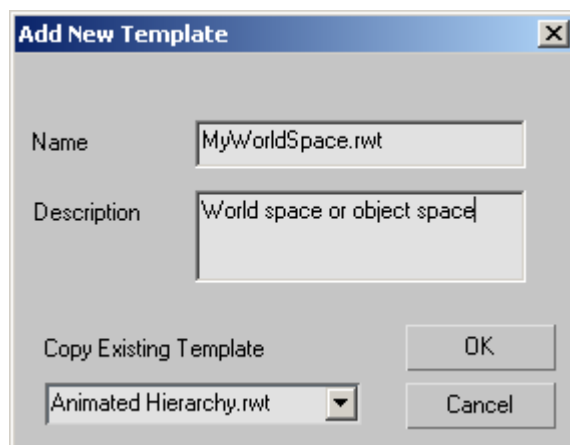 Add New Template
Name
MyWorldSpace.rwt
Description
World space or object space
Copy Existing Template
OK
Animated Hierarchy.rwt
Cancel